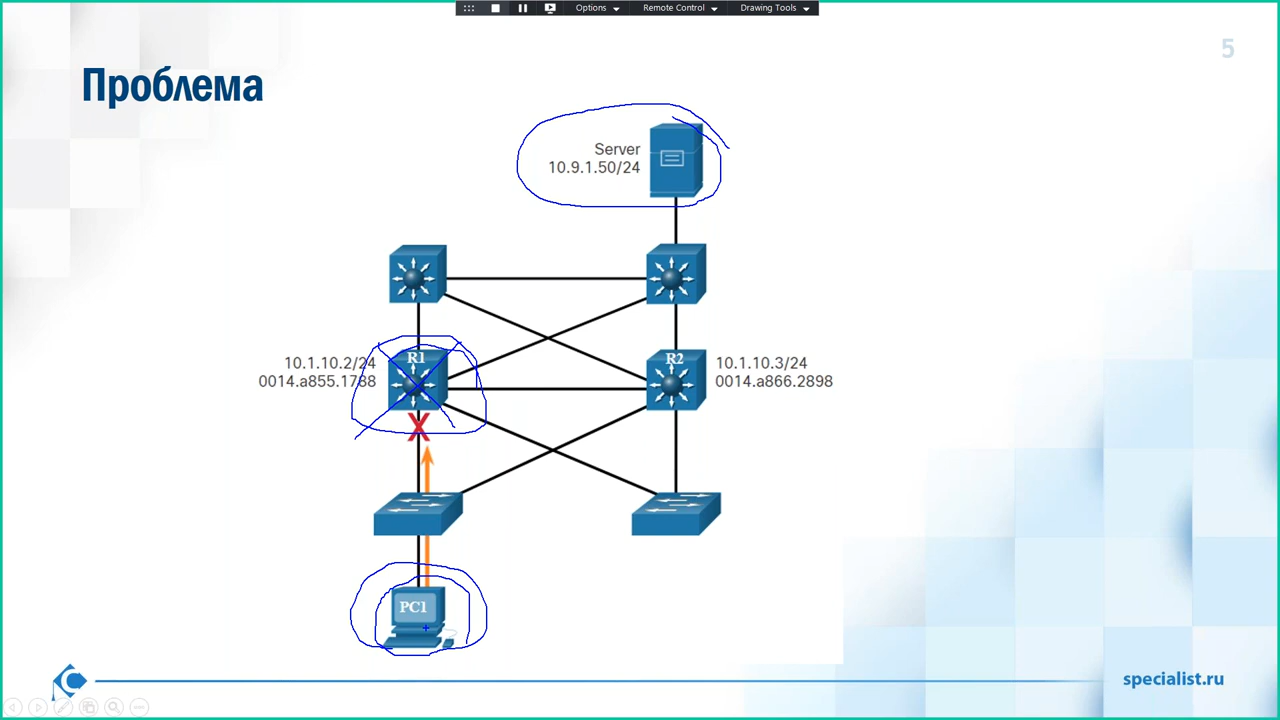 Options
Remote Control
Drawing Tools
5
Проблема
Server
10.9.1.50/24
10.1.10.2/24
0014.a855.1788
R1
R2
10.1.10.3/24
0014.a866.2898
X
PC1
specialist.ru